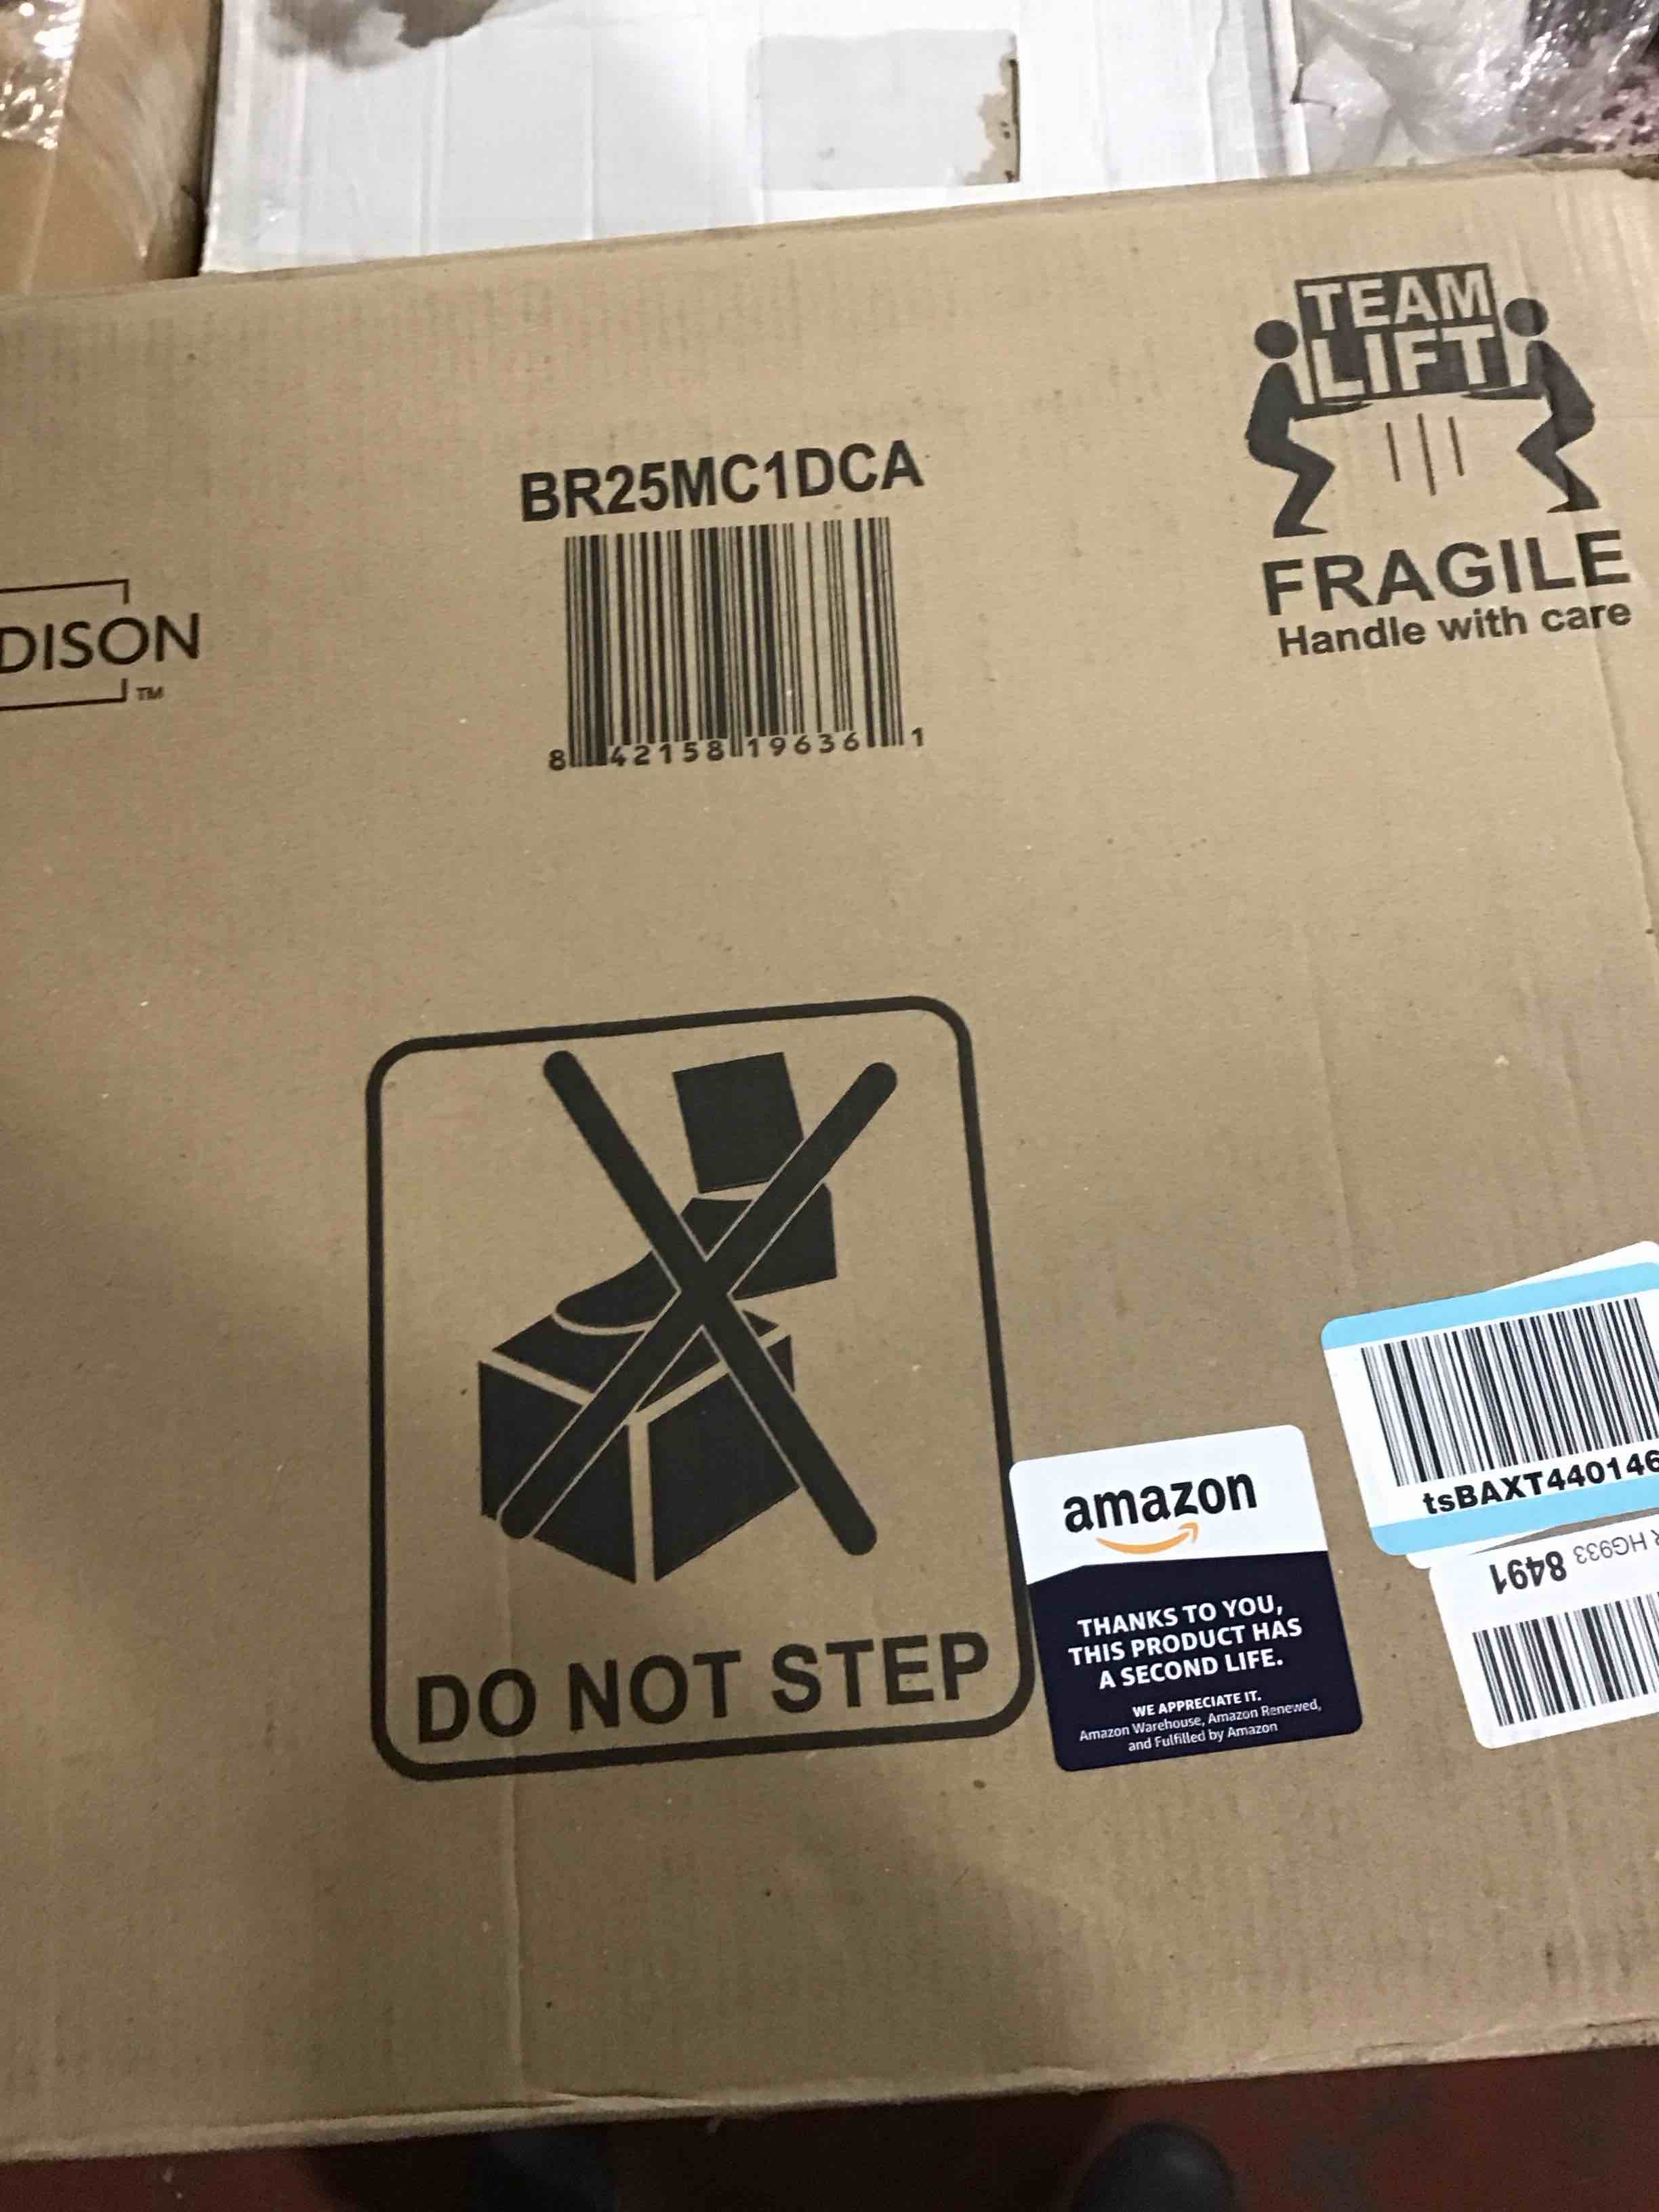 TEAM
LIFT
BR25MC1DCA
FRAGILE
Handle with care
DISON
TM
8 42158 19636 1
tsBAXT440146
amazon
HG933 8491
THANKS TO YOU,
THIS PRODUCT HAS
A SECOND LIFE.
WE APPRECIATE IT.
Amazon Warehouse, Amazon Renewed,
and Fulfilled by Amazon
DO NOT STEP